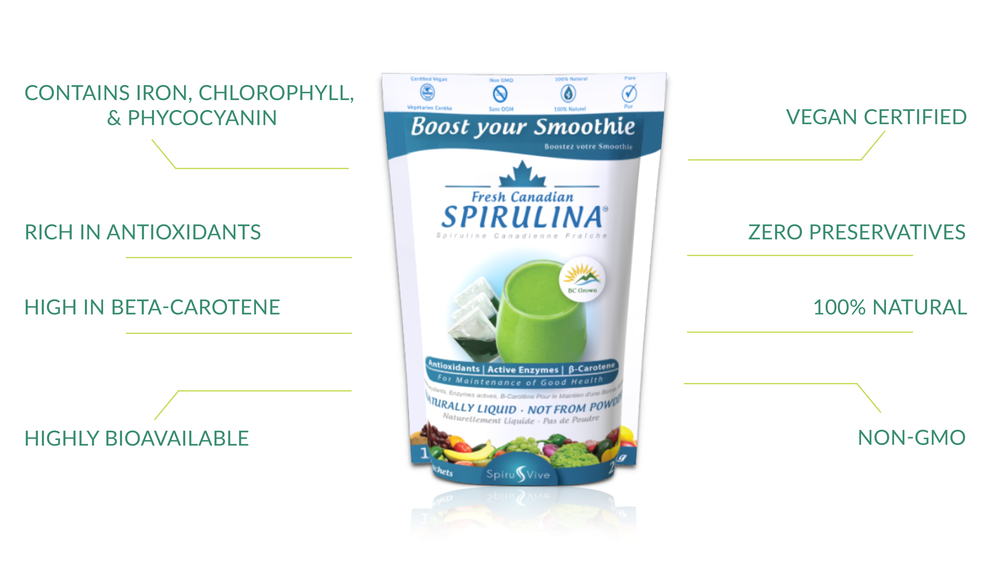 CONTAINS IRON, CHLOROPHYLL,
& PHYCOCYANIN
RICH IN ANTIOXIDANTS
HIGH IN BETA-CAROTENE
HIGHLY BIOAVAILABLE
Certified Vegan
Non GMO
100% Natural
Pure
Sans OGM
100% Naturel
Pur
Boost your Smoothie
Boostez votre Smoothie
Fresh Canadian
SPIRULINA®
Spiruline Canadienne Fraîche
BC Grown
Antioxidants | Active Enzymes | β-Carotene
For Maintenance of Good Health
NATURALLY LIQUID · NOT FROM
Naturellement Liquide - Pas de Poudre
SpiruVive
VEGAN CERTIFIED
ZERO PRESERVATIVES
100% NATURAL
NON-GMO